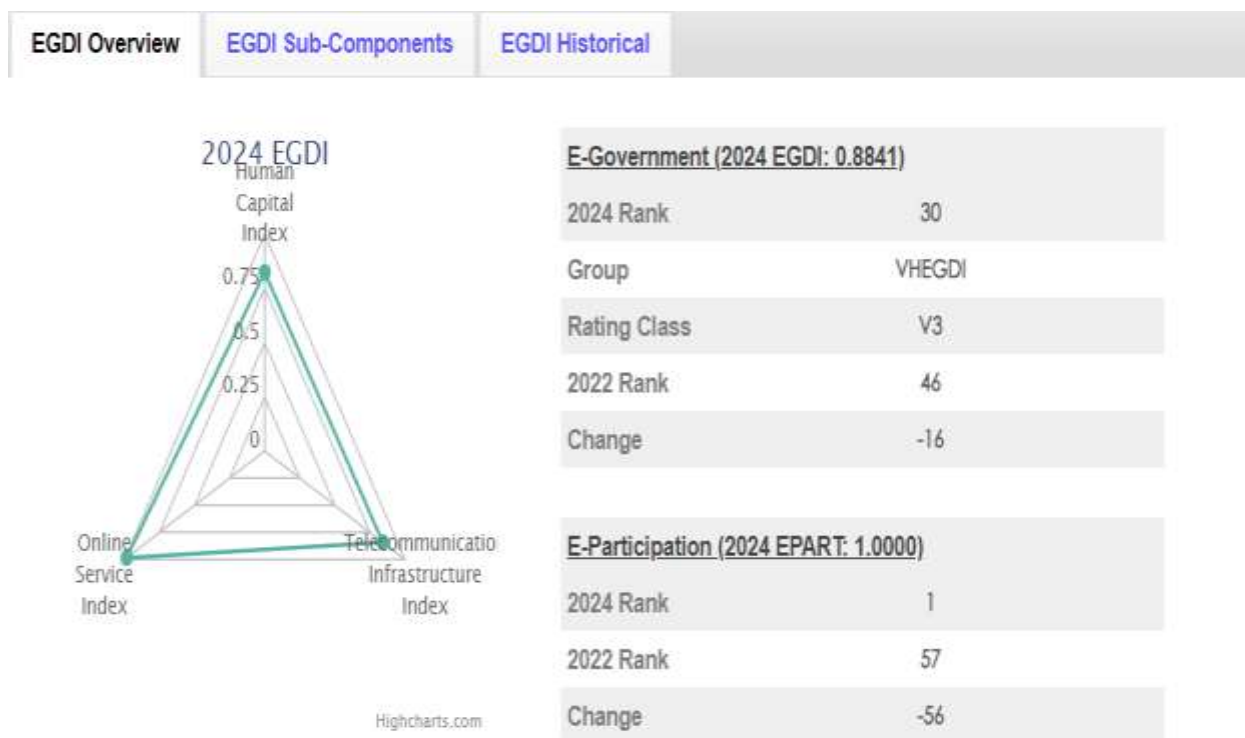 EGDI Overview
EGDI Sub-Components
EGDI Historical
2024 EGDI
Human
Capital
Index
0.75
0.5
0.25
0
Online
Service
Index
Telecommunicatio
Infrastructure
Index
Highcharts.com
E-Government (2024 EGDI: 0.8841)
2024 Rank 30
Group VHEGDI
Rating Class V3
2022 Rank 46
Change -16
E-Participation (2024 EPART: 1.0000)
2024 Rank 1
2022 Rank 57
Change -56